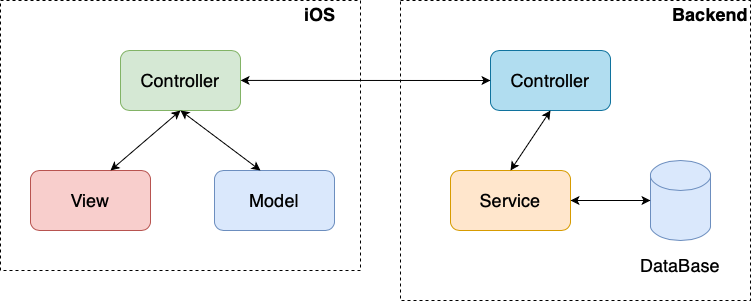 iOS
Backend
Controller
Controller
View
Model
Service
DataBase